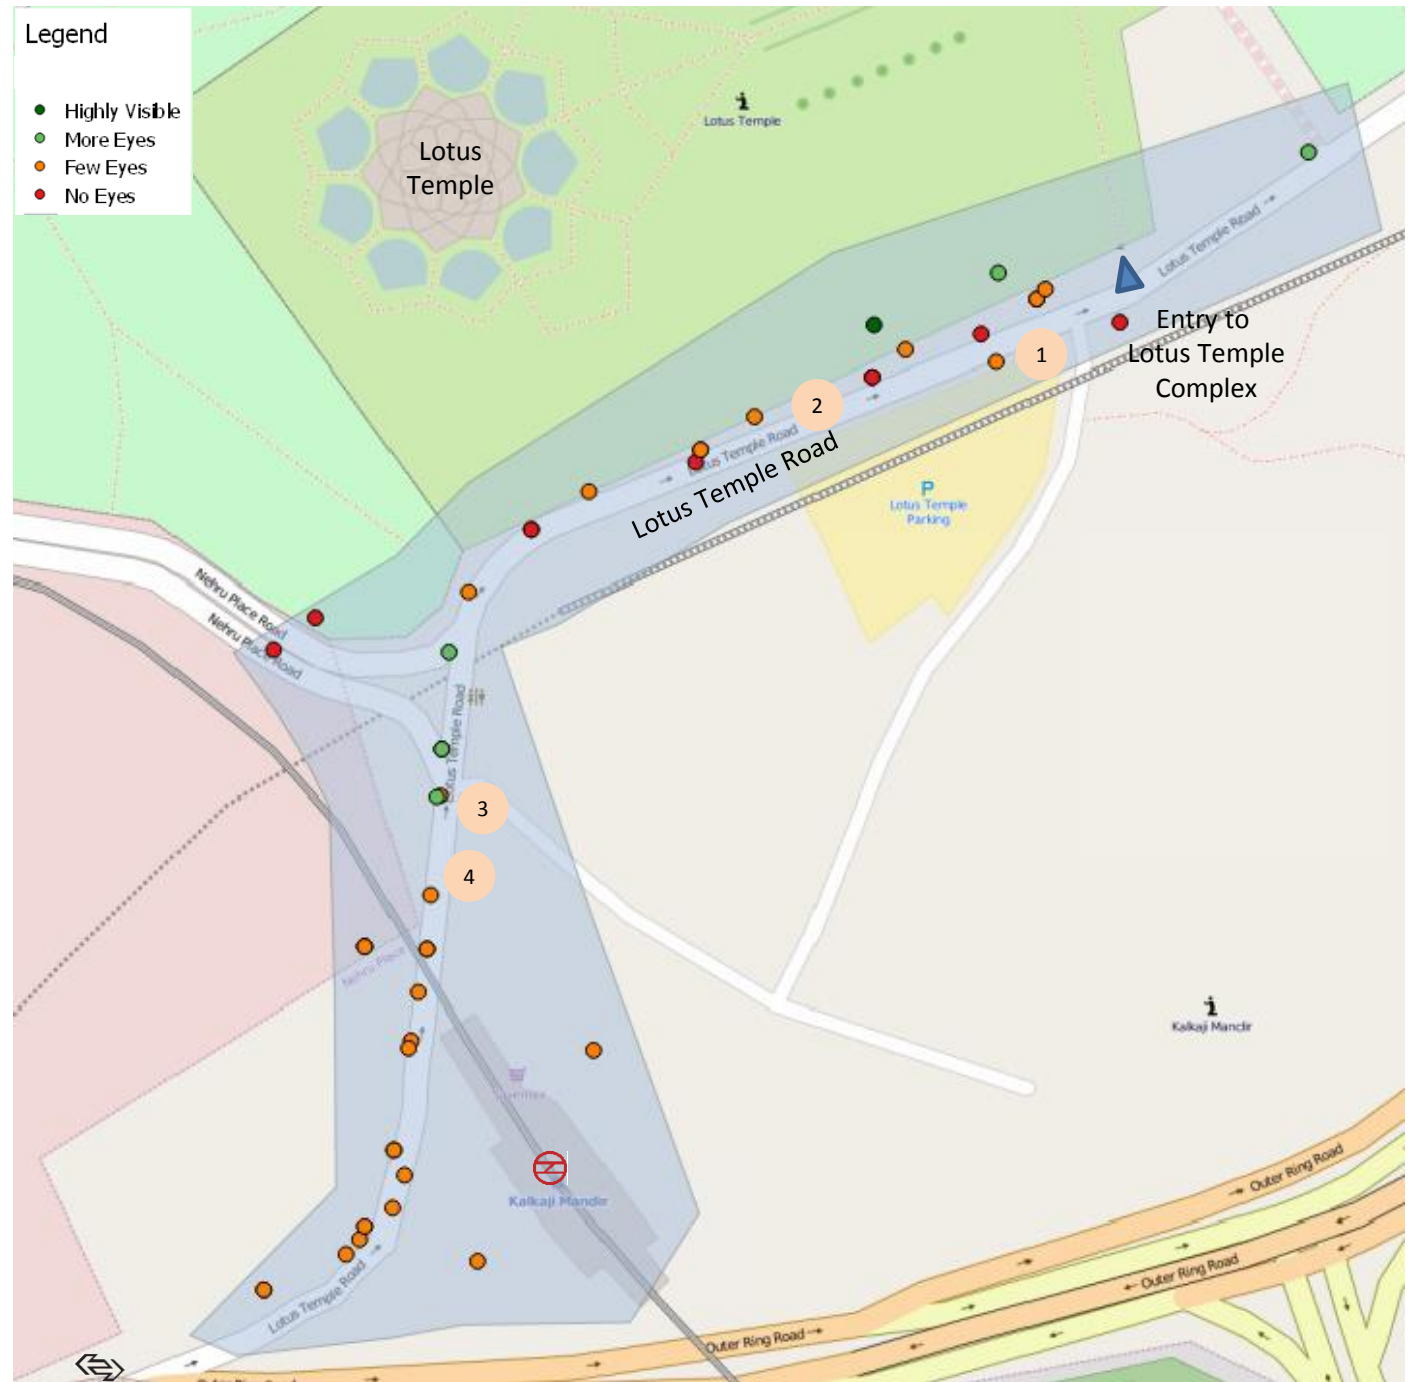 Legend
Highly Visible
More Eyes
Few Eyes
No Eyes
Lotus
Temple
Lotus Temple
Lotus Temple Road
Entry to
Lotus Temple
Complex
1
2
Lotus Temple Road
Lotus Temple Road
P
Lotus Temple
Parking
Nehru Place Road
Nehru Place Road
Lotus Temple Road
3
4
Nehru Place
Kalkaji Mandir
Kalkaji Mandir
Lotus Temple Road
Outer Ring Road
Outer Ring Road
Outer Ring Road